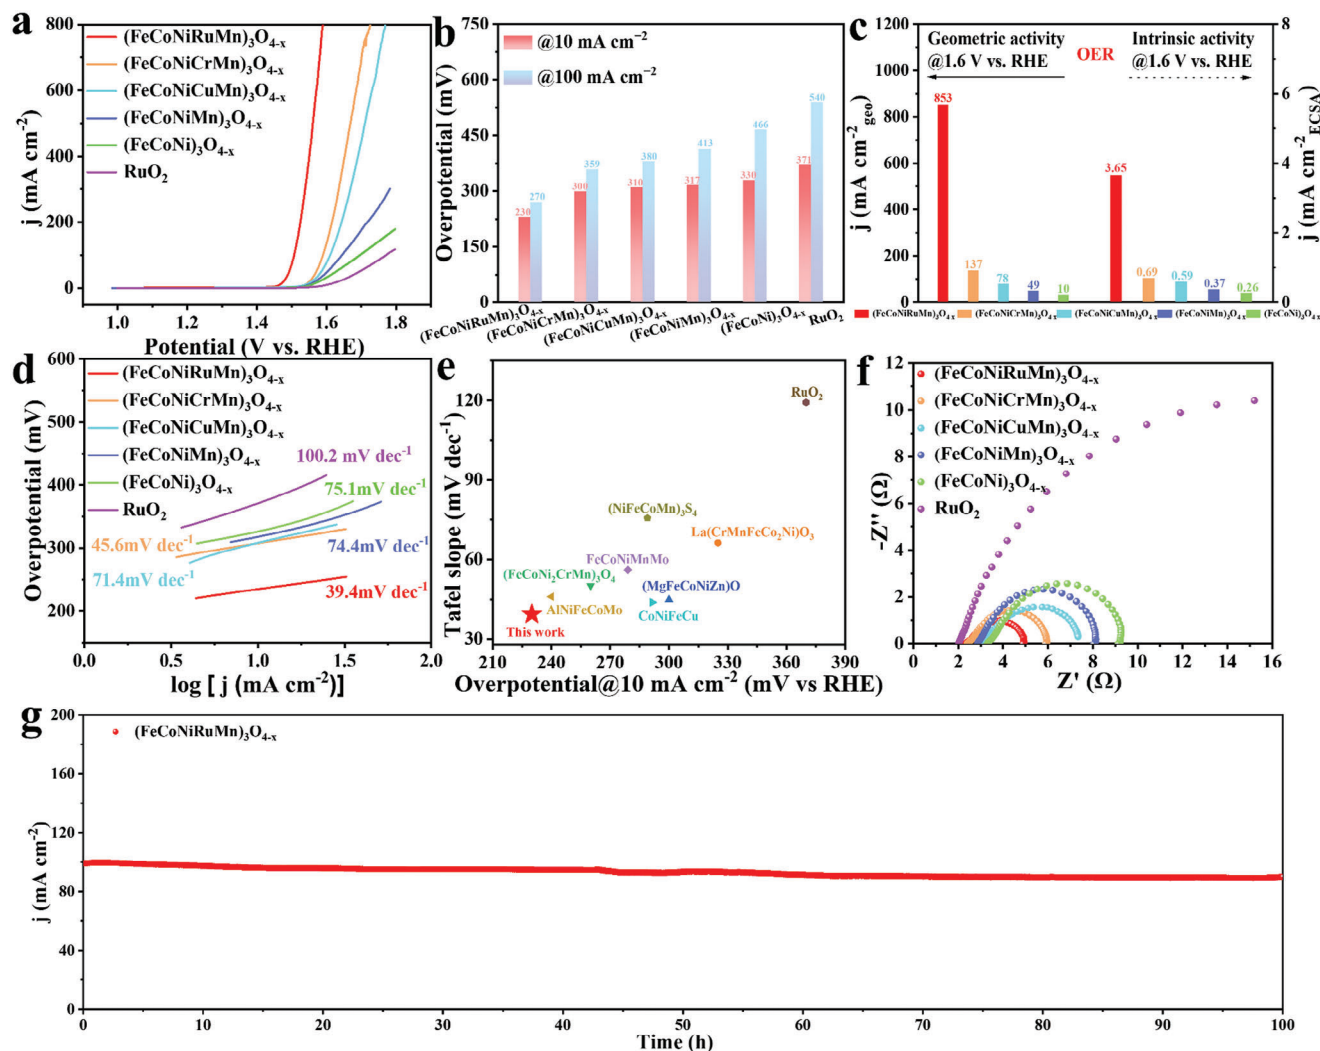 a
800
600
400
200
0
j (mA cm⁻²)
(FeCoNiRuMn)₃O₄₋ₓ
(FeCoNiCrMn)₃O₄₋ₓ
(FeCoNiCuMn)₃O₄₋ₓ
(FeCoNiMn)₃O₄₋ₓ
(FeCoNi)₃O₄₋ₓ
RuO₂
1.0 1.2 1.4 1.6 1.8
Potential (V vs. RHE)
b
750
600
450
300
150
0
Overpotential (mV)
@10 mA cm⁻²
@100 mA cm⁻²
230 270 300 359 310 380 317 413 330 466 371 540
(FeCoNiRuMn)₃O₄₋ₓ
(FeCoNiCrMn)₃O₄₋ₓ
(FeCoNiCuMn)₃O₄₋ₓ
(FeCoNiMn)₃O₄₋ₓ
(FeCoNi)₃O₄₋ₓ
RuO₂
c
1200
1000
800
600
400
200
0
j (mA cm⁻²geo)
Geometric activity
@1.6 V vs. RHE
OER
Intrinsic activity
@1.6 V vs. RHE
853 137 78 49 10
3.65 0.69 0.59 0.37 0.26
8
6
4
2
0
j (mA cm⁻²ECSA)
(FeCoNiRuMn)₃O₄₋ₓ (FeCoNiCrMn)₃O₄₋ₓ (FeCoNiCuMn)₃O₄₋ₓ (FeCoNiMn)₃O₄₋ₓ (FeCoNi)₃O₄₋ₓ
d
600
500
400
300
200
Overpotential (mV)
(FeCoNiRuMn)₃O₄₋ₓ
(FeCoNiCrMn)₃O₄₋ₓ
(FeCoNiCuMn)₃O₄₋ₓ
(FeCoNiMn)₃O₄₋ₓ
(FeCoNi)₃O₄₋ₓ
RuO₂
100.2 mV dec⁻¹
75.1mV dec⁻¹
45.6mV dec⁻¹
74.4mV dec⁻¹
71.4mV dec⁻¹
39.4mV dec⁻¹
0.0 0.5 1.0 1.5 2.0
log [ j (mA cm⁻²)]
e
120
90
60
30
Tafel slope (mV dec⁻¹)
RuO₂
(NiFeCoMn)₃S₄
La(CrMnFeCo₂Ni)O₃
FeCoNiMnMo
(FeCoNi₂CrMn)₃O₄
(MgFeCoNiZn)O
AlNiFeCoMo
CoNiFeCu
This work
210 240 270 300 330 360 390
Overpotential@10 mA cm⁻² (mV vs RHE)
f
12
10
8
6
4
2
0
-Z'' (Ω)
(FeCoNiRuMn)₃O₄₋ₓ
(FeCoNiCrMn)₃O₄₋ₓ
(FeCoNiCuMn)₃O₄₋ₓ
(FeCoNiMn)₃O₄₋ₓ
(FeCoNi)₃O₄₋ₓ
RuO₂
0 2 4 6 8 10 12 14 16
Z' (Ω)
g
200
160
120
80
40
0
j (mA cm⁻²)
(FeCoNiRuMn)₃O₄₋ₓ
0 10 20 30 40 50 60 70 80 90 100
Time (h)